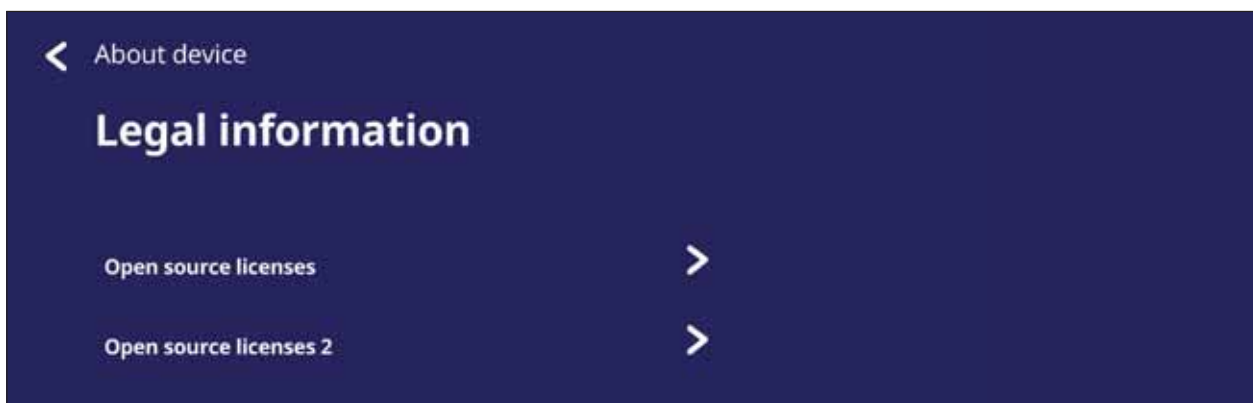 About device
Legal information
Open source licenses
Open source licenses 2